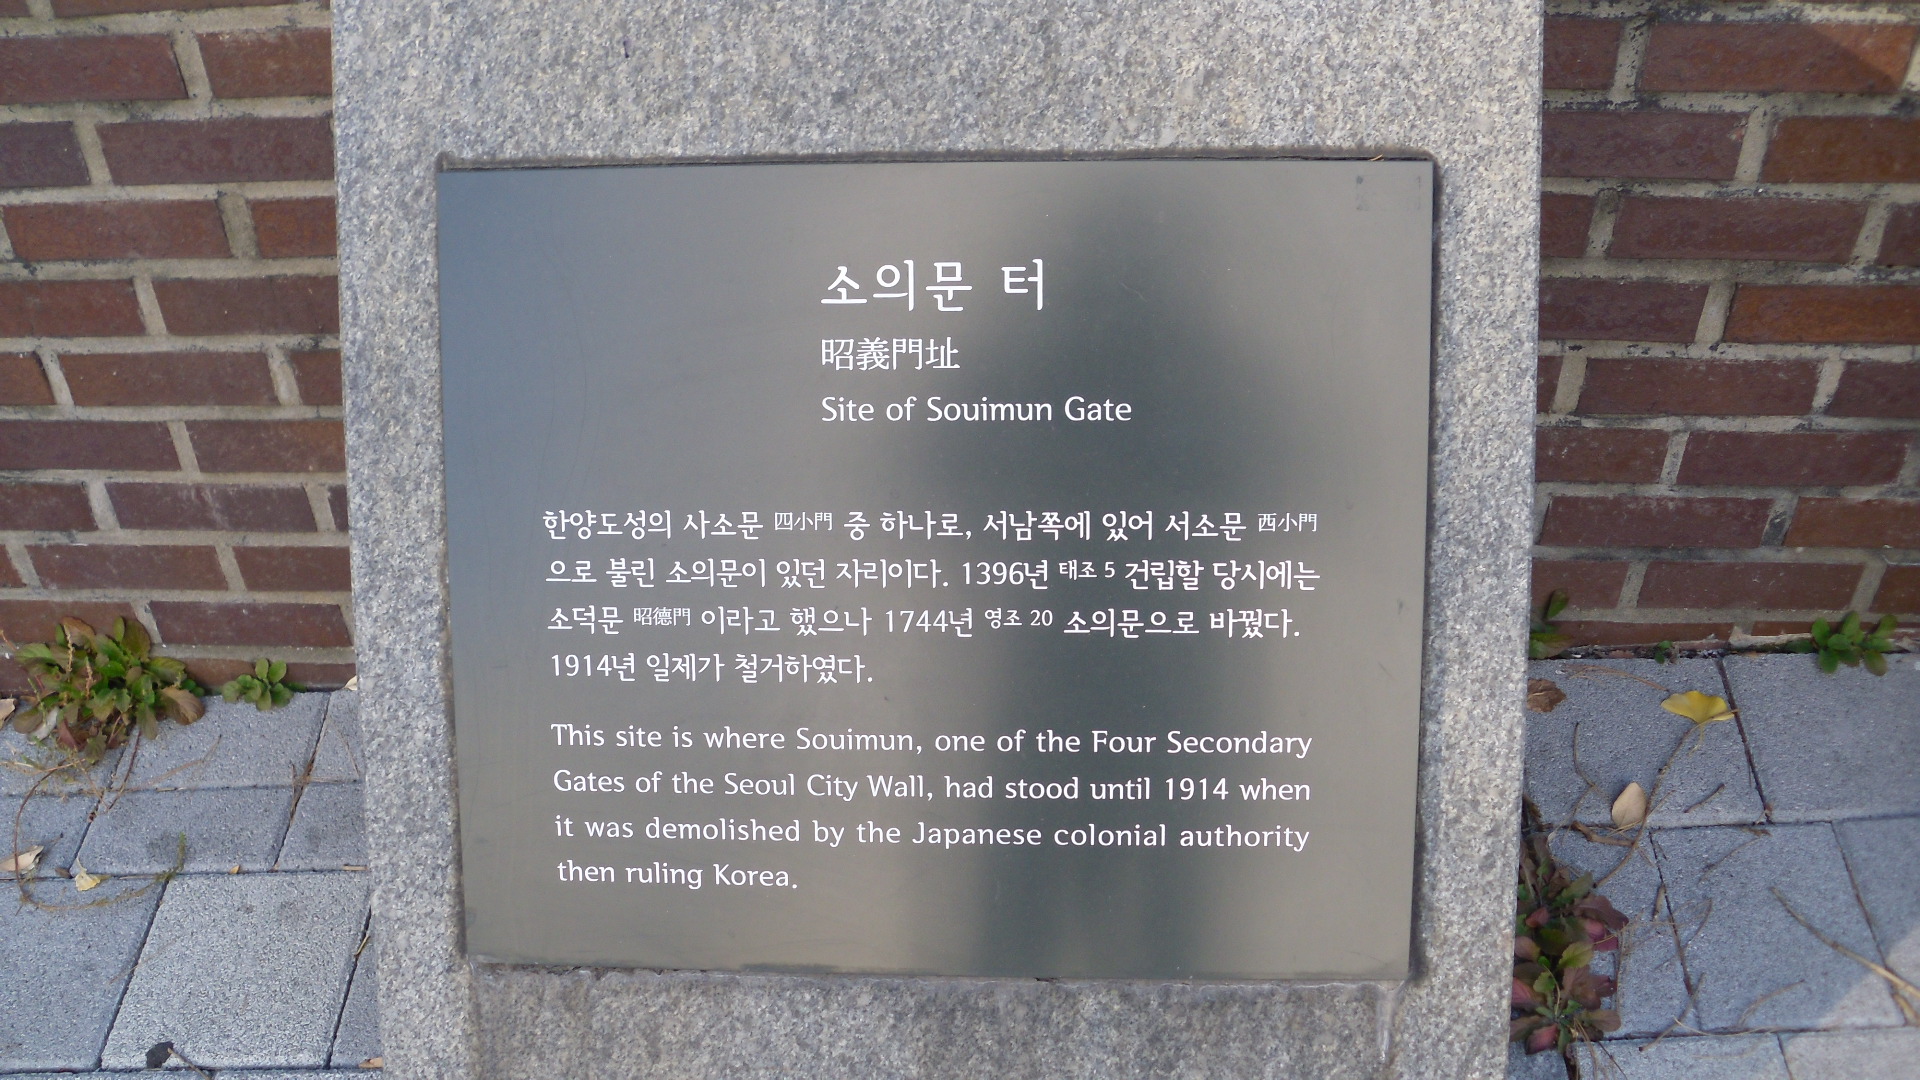 소의문 터
昭義門址
Site of Souimun Gate
한양도성의 사소문 四小門 중 하나로, 서남쪽에 있어 서소문 西小門
으로 불린 소의문이 있던 자리이다. 1396년 태조 5 건립할 당시에는
소덕문 昭德門 이라고 했으나 1744년 영조 20 소의문으로 바꿨다.
1914년 일제가 철거하였다.
This site is where Souimun, one of the Four Secondary
Gates of the Seoul City Wall, had stood until 1914 when
it was demolished by the Japanese colonial authority
then ruling Korea.